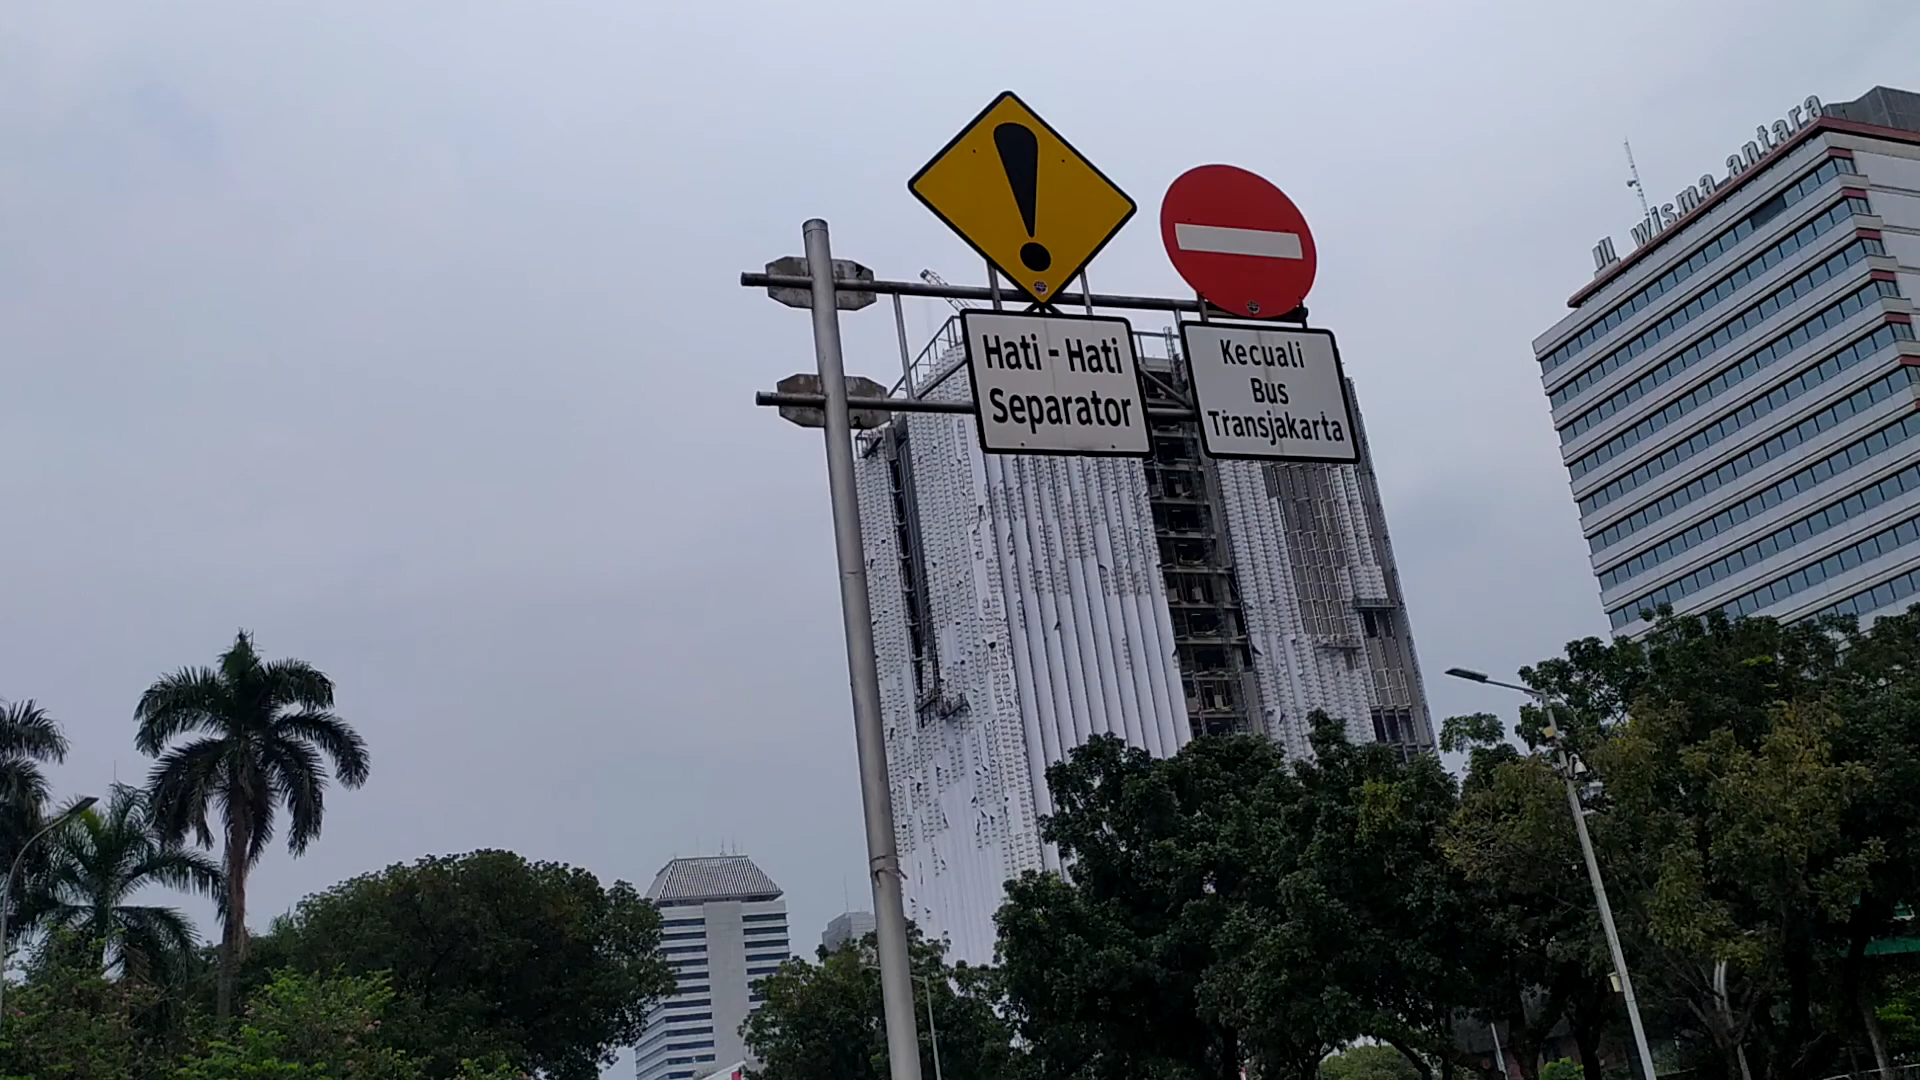 wisma antara
Hati - Hati
Separator
Kecuali
Bus
Transjakarta